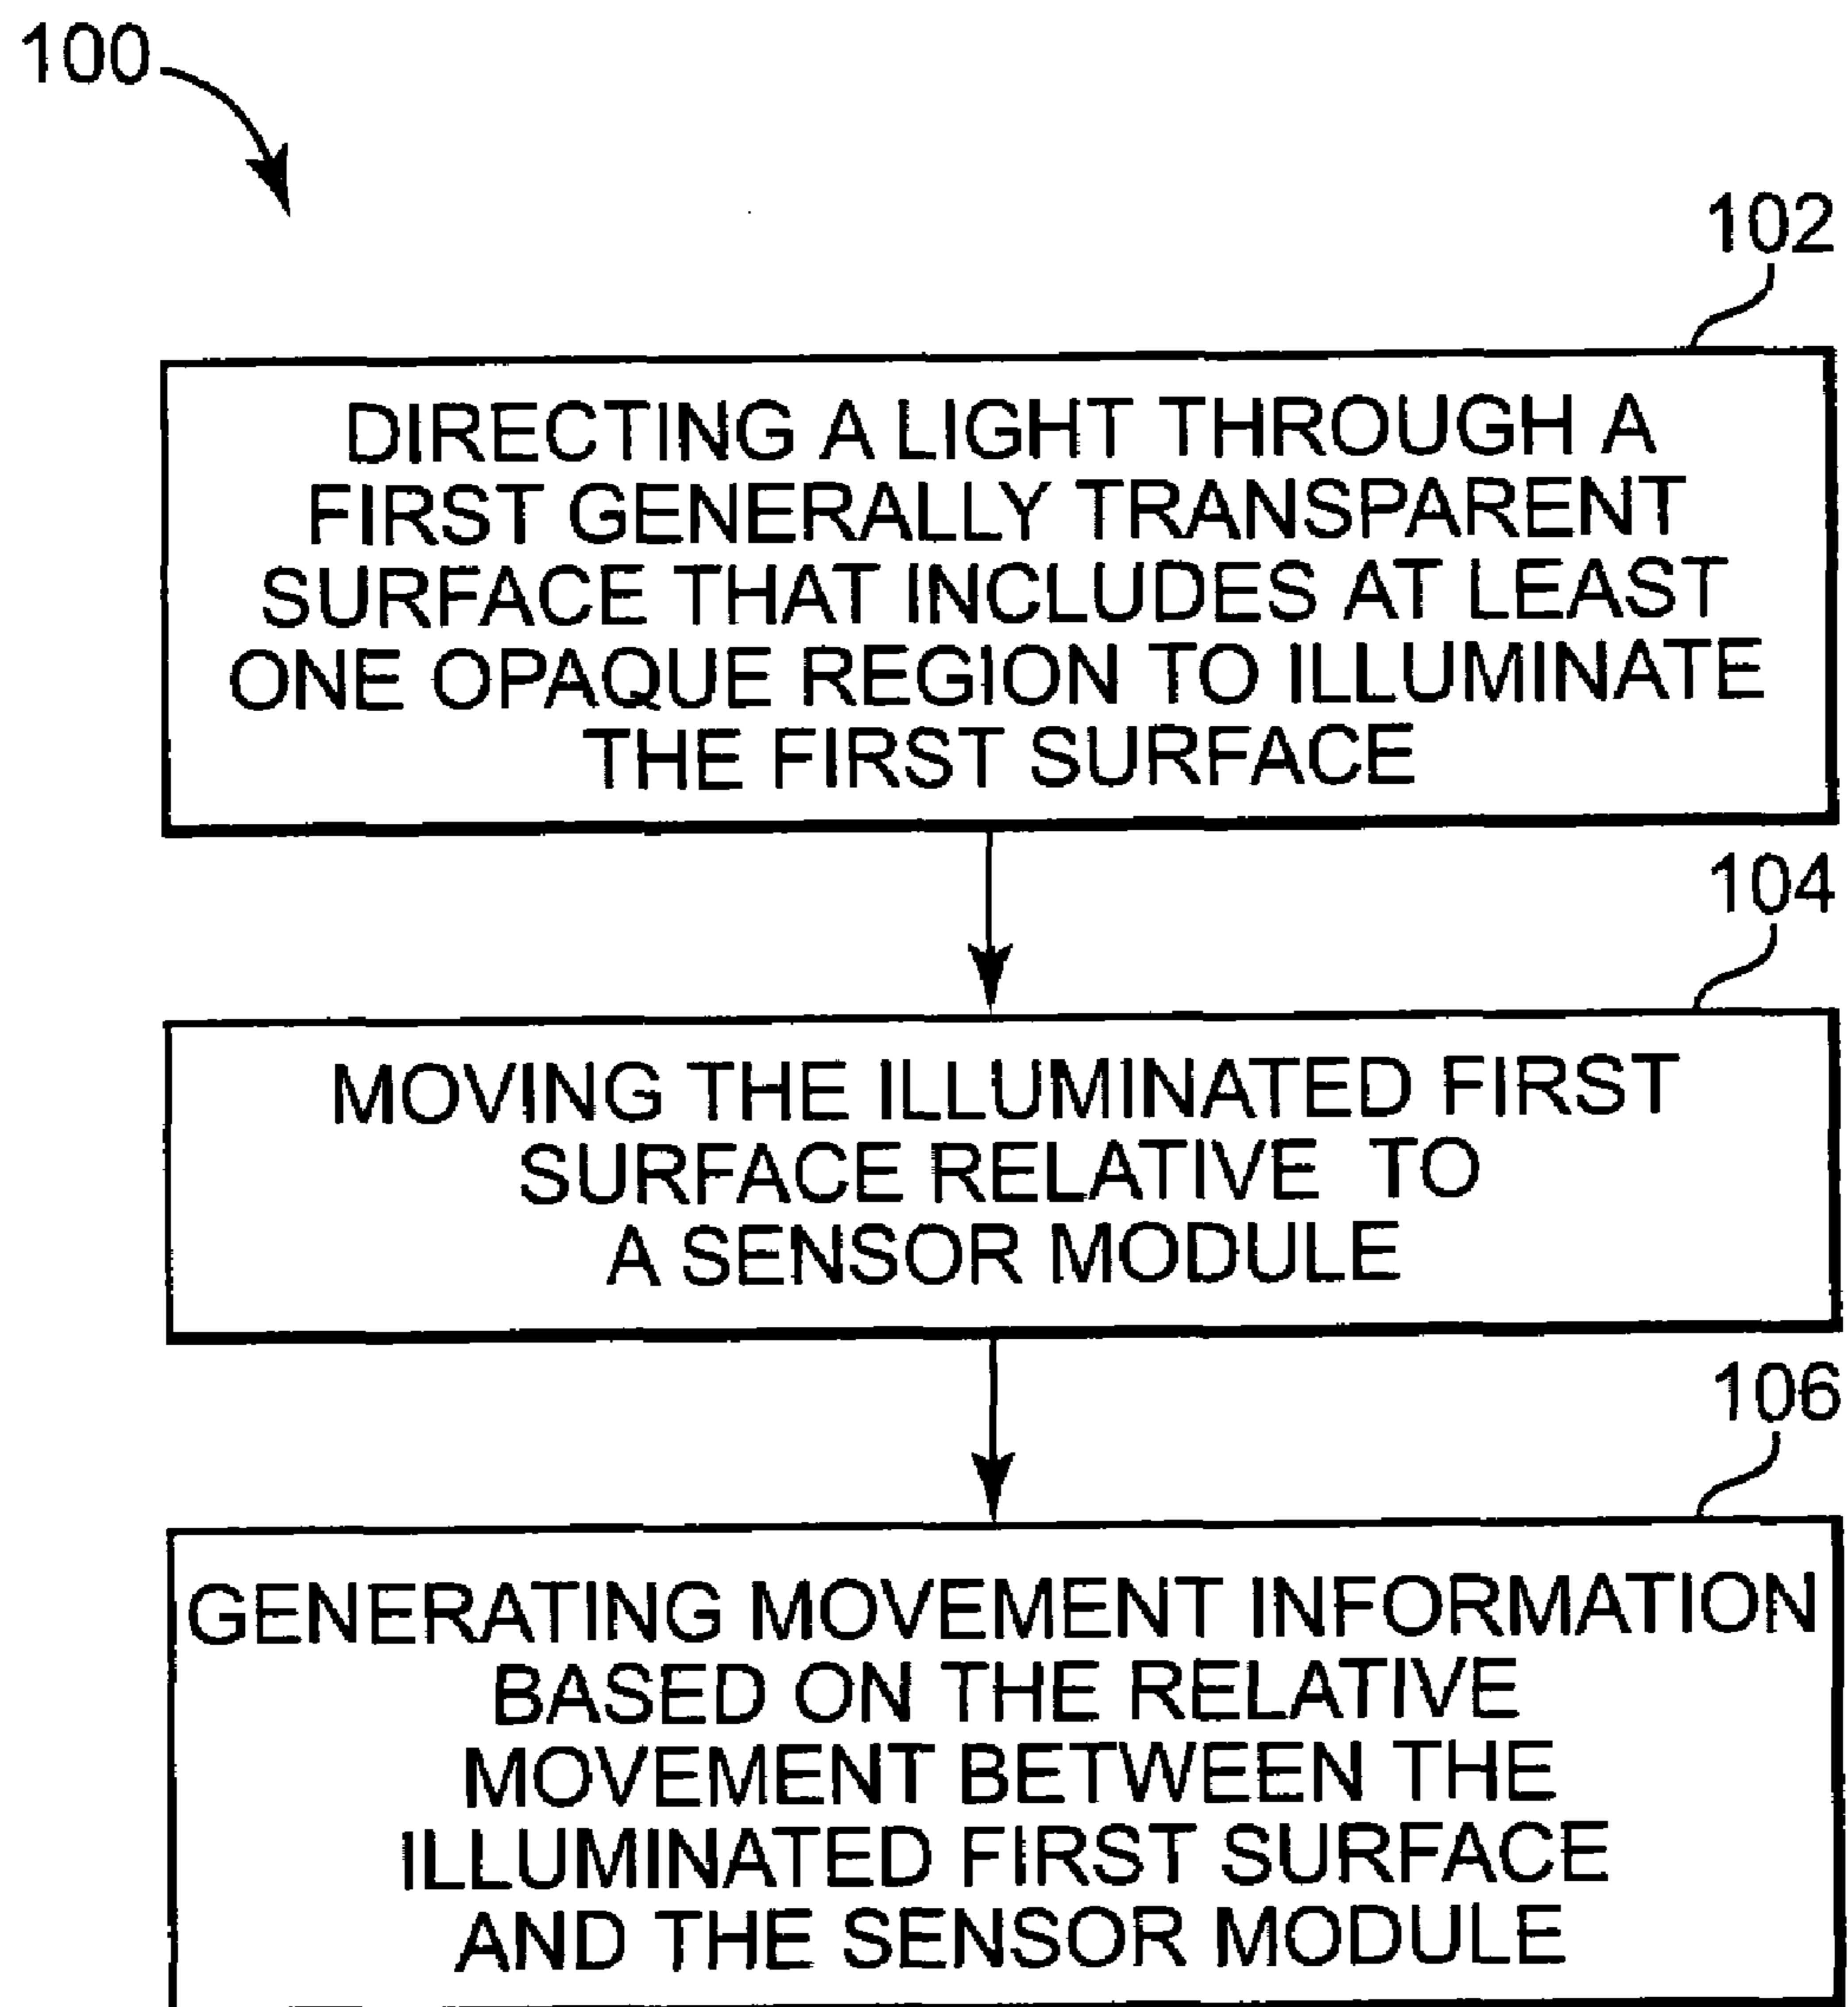 100
102
DIRECTING A LIGHT THROUGH A
FIRST GENERALLY TRANSPARENT
SURFACE THAT INCLUDES AT LEAST
ONE OPAQUE REGION TO ILLUMINATE
THE FIRST SURFACE
104
MOVING THE ILLUMINATED FIRST
SURFACE RELATIVE TO
A SENSOR MODULE
106
GENERATING MOVEMENT INFORMATION
BASED ON THE RELATIVE
MOVEMENT BETWEEN THE
ILLUMINATED FIRST SURFACE
AND THE SENSOR MODULE